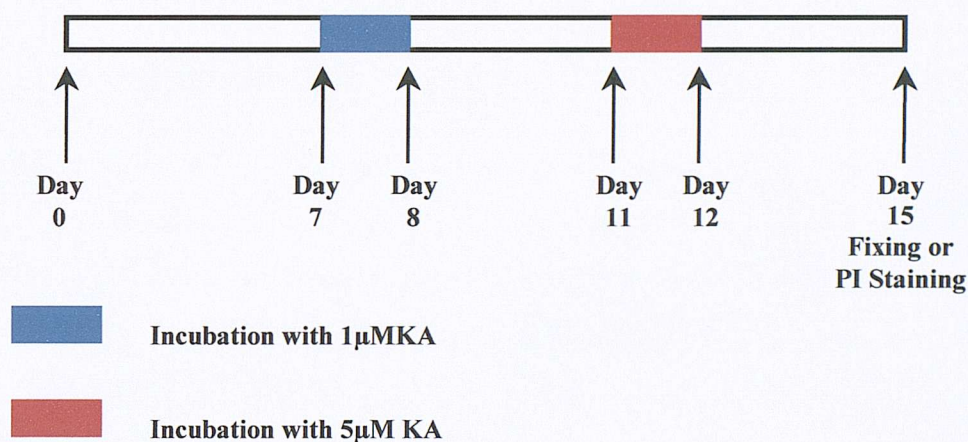 Day Day Day Day Day Day
0 7 8 11 12 15
Fixing or
PI Staining
Incubation with 1µMKA
Incubation with 5µM KA